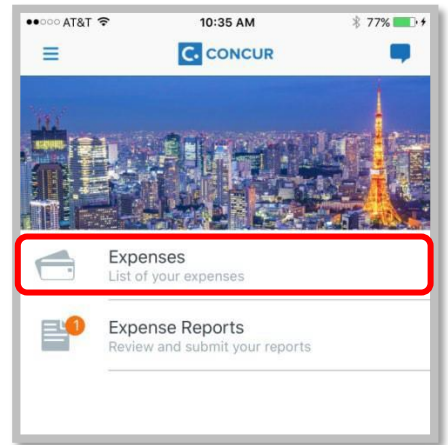 AT&T 10:35 AM 77%
C. CONCUR
Expenses
List of your expenses
1
Expense Reports
Review and submit your reports